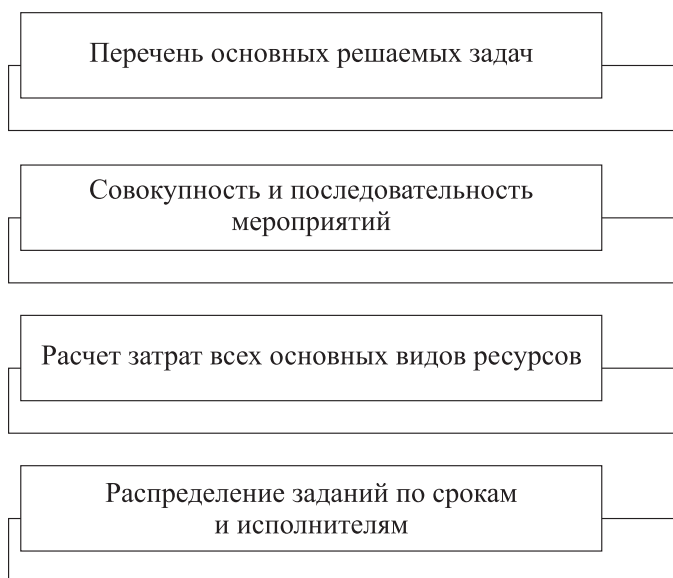 Перечень основных решаемых задач
Совокупность и последовательность
мероприятий
Расчет затрат всех основных видов ресурсов
Распределение заданий по срокам
и исполнителям